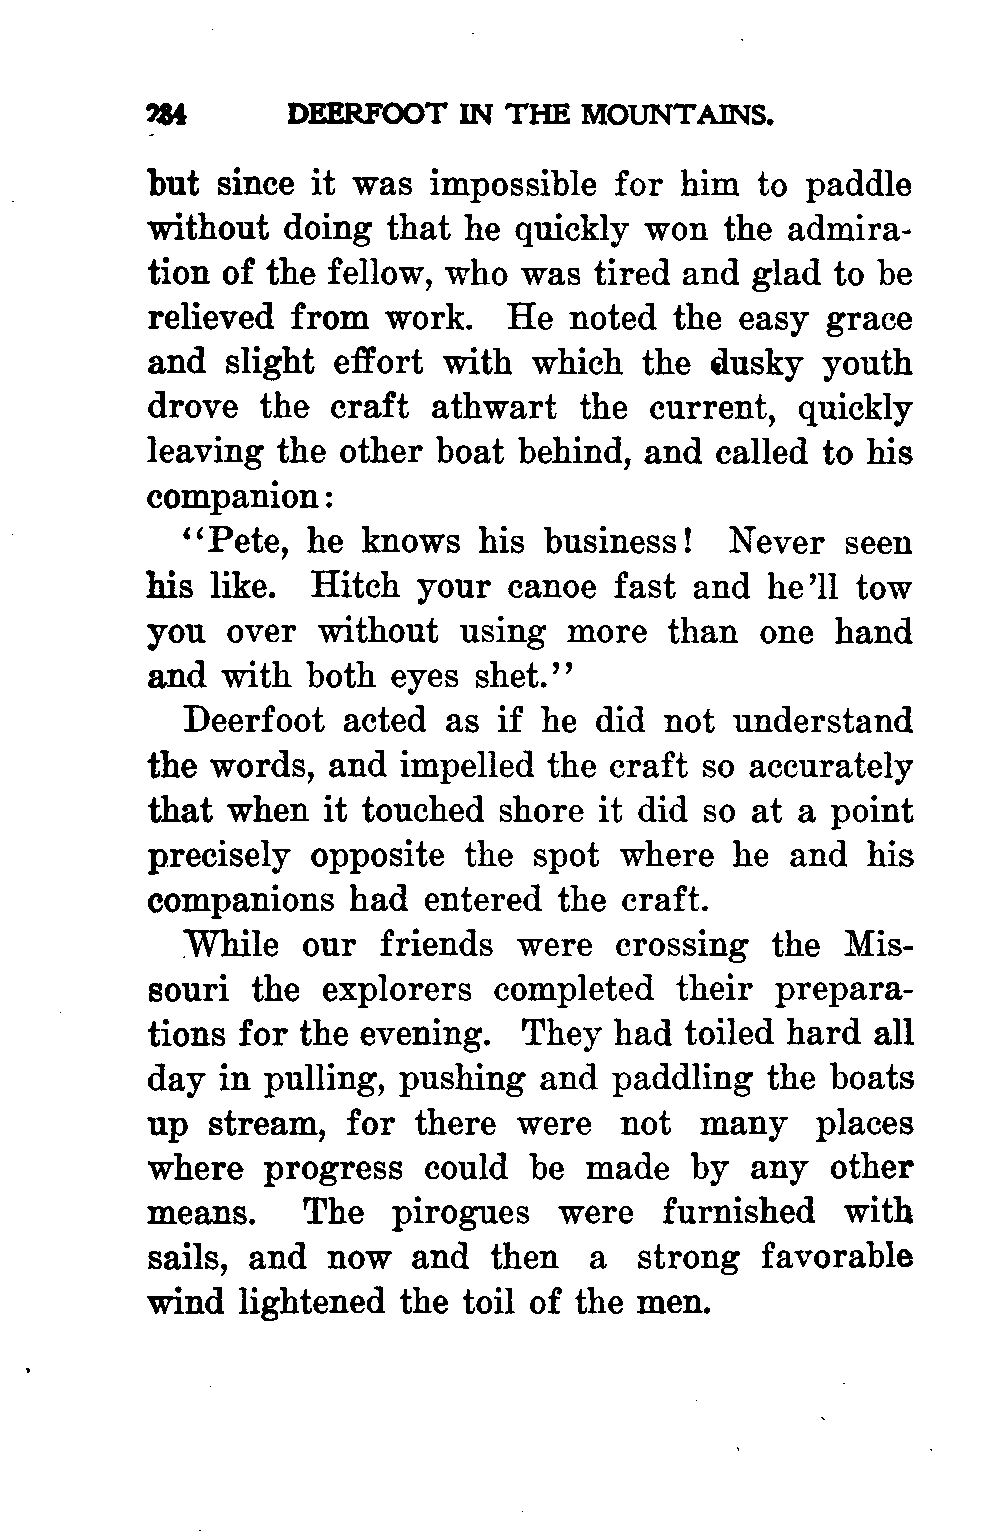 284 DEERFOOT IN THE MOUNTAINS.
but since it was impossible for him to paddle
without doing that he quickly won the admira-
tion of the fellow, who was tired and glad to be
relieved from work. He noted the easy grace
and slight effort with which the dusky youth
drove the craft athwart the current, quickly
leaving the other boat behind, and called to his
companion:
“Pete, he knows his business! Never seen
his like. Hitch your canoe fast and he’ll tow
you over without using more than one hand
and with both eyes shet.”
Deerfoot acted as if he did not understand
the words, and impelled the craft so accurately
that when it touched shore it did so at a point
precisely opposite the spot where he and his
companions had entered the craft.
While our friends were crossing the Mis-
souri the explorers completed their prepara-
tions for the evening. They had toiled hard all
day in pulling, pushing and paddling the boats
up stream, for there were not many places
where progress could be made by any other
means. The pirogues were furnished with
sails, and now and then a strong favorable
wind lightened the toil of the men.